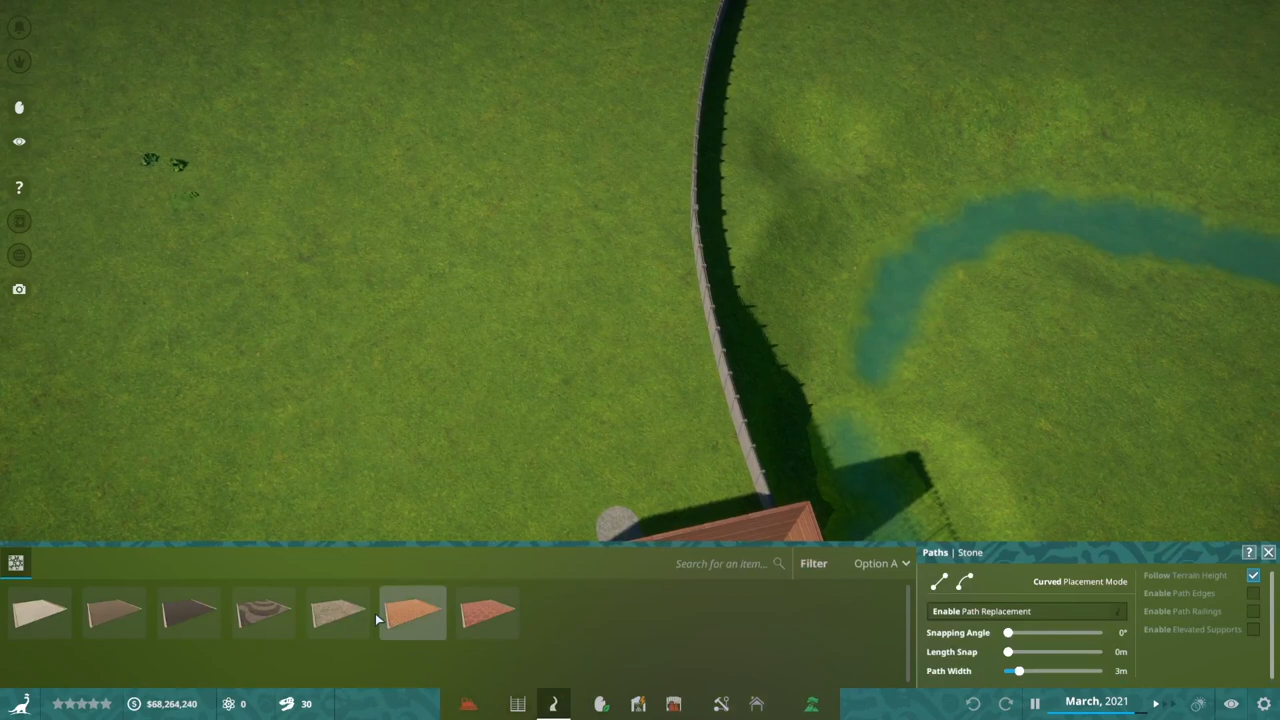 ?
Search for an item...
Filter
Option A
Paths | Stone
?
Curved Placement Mode
Enable Path Replacement
Snapping Angle 0°
Length Snap 0m
Path Width 3m
Follow Terrain Height
Enable Path Edges
Enable Path Railings
Enable Elevated Supports
$68,264,240
0
30
March, 2021